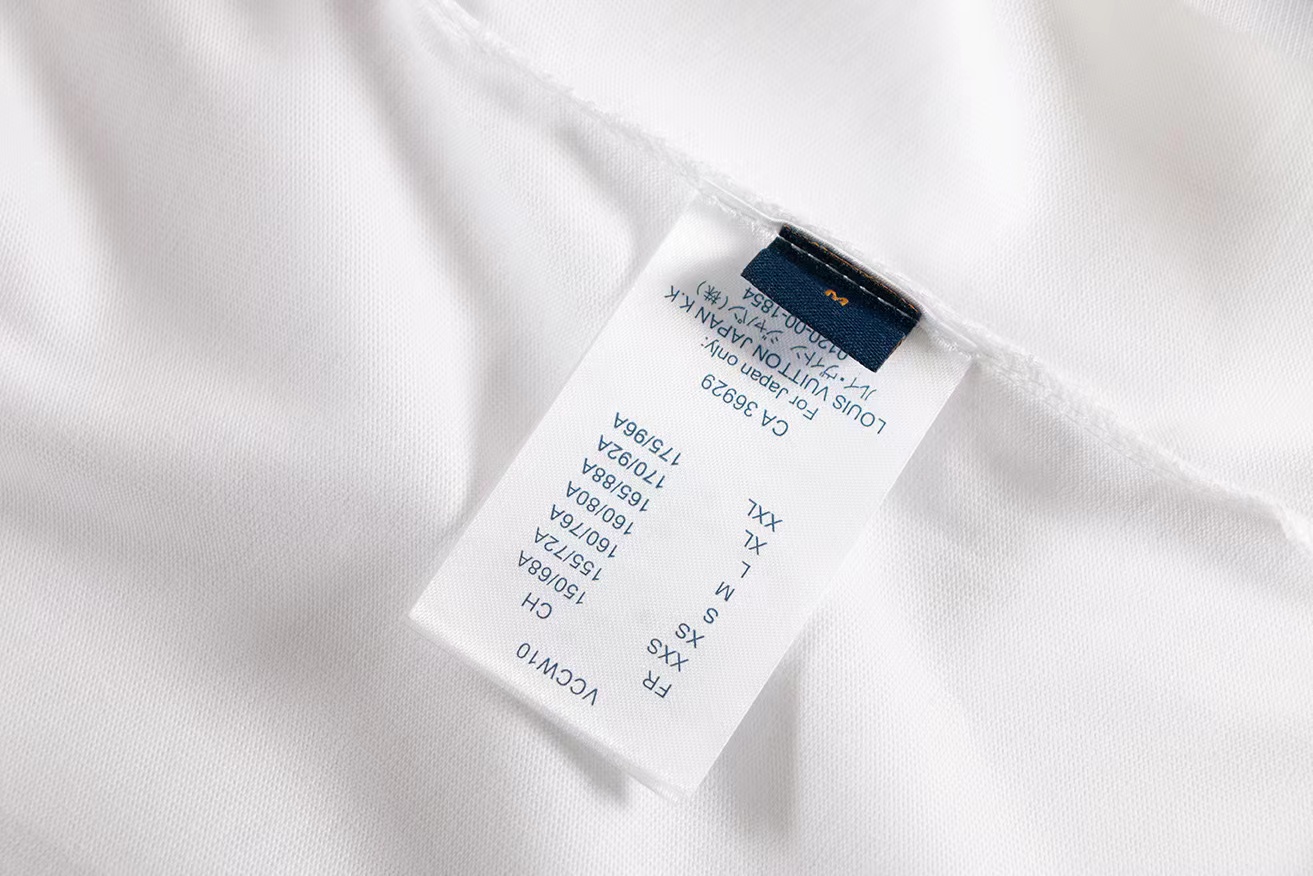 VCCW10
FR CH
XXS 150/68A
XS 155/72A
S 160/76A
M 160/80A
L 165/88A
XL 170/92A
XXL 175/96A
CA 36929
For Japan only:
LOUIS VUITTON JAPAN K.K
ルイ・ヴィトン ジャパン(株)
0120-00-1854